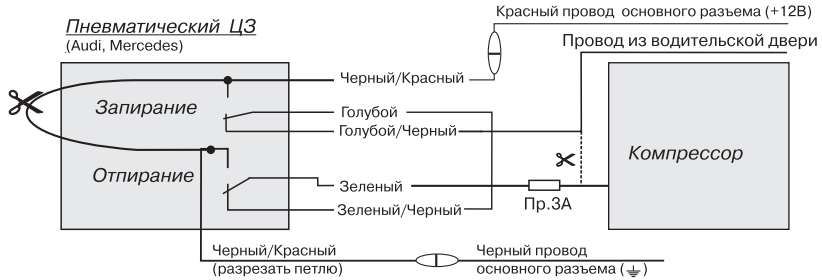 Красный провод основного разъема (+12В)
Пневматический ЦЗ
(Audi, Mercedes)
Провод из водительской двери
Черный/Красный
Запирание
Голубой
Голубой/Черный
Компрессор
Отпирание
Зеленый
Пр.3А
Зеленый/Черный
Черный/Красный
(разрезать петлю)
Черный провод
основного разъема (⏚)